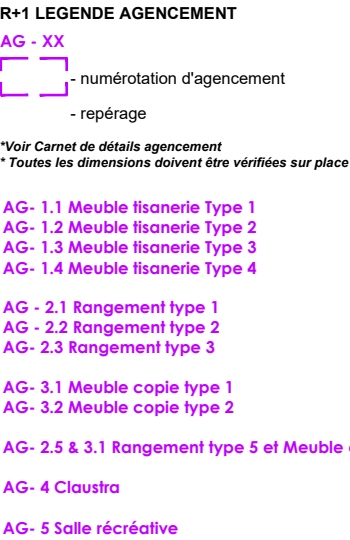 R+1 LEGENDE AGENCEMENT
AG - XX
- numérotation d'agencement
- repérage
*Voir Carnet de détails agencement
* Toutes les dimensions doivent être vérifiées sur place
AG- 1.1 Meuble tisanerie Type 1
AG- 1.2 Meuble tisanerie Type 2
AG- 1.3 Meuble tisanerie Type 3
AG- 1.4 Meuble tisanerie Type 4
AG - 2.1 Rangement type 1
AG - 2.2 Rangement type 2
AG- 2.3 Rangement type 3
AG- 3.1 Meuble copie type 1
AG- 3.2 Meuble copie type 2
AG- 2.5 & 3.1 Rangement type 5 et Meuble
AG- 4 Claustra
AG- 5 Salle récréative